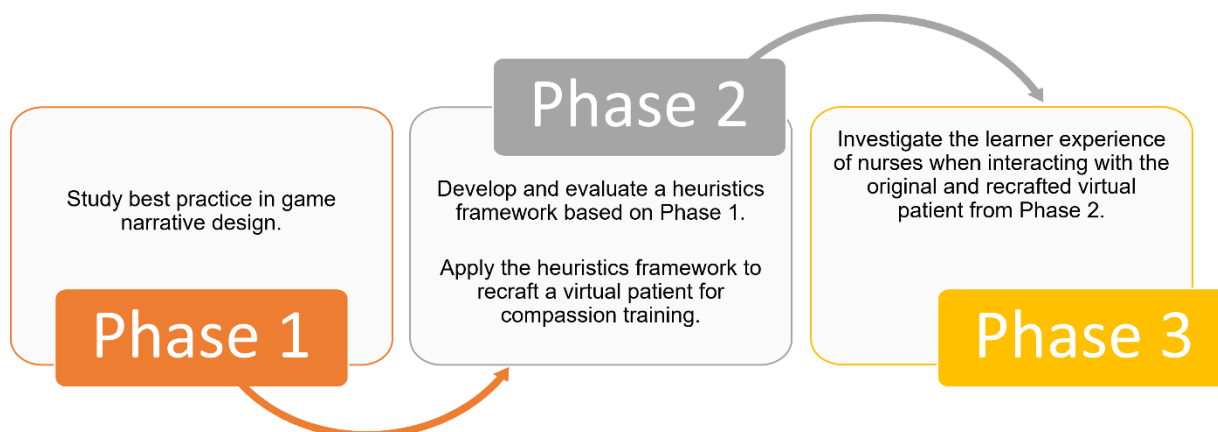 Study best practice in game
narrative design.
Phase 1
Phase 2
Develop and evaluate a heuristics
framework based on Phase 1.
Apply the heuristics framework to
recraft a virtual patient for
compassion training.
Investigate the learner experience
of nurses when interacting with the
original and recrafted virtual
patient from Phase 2.
Phase 3